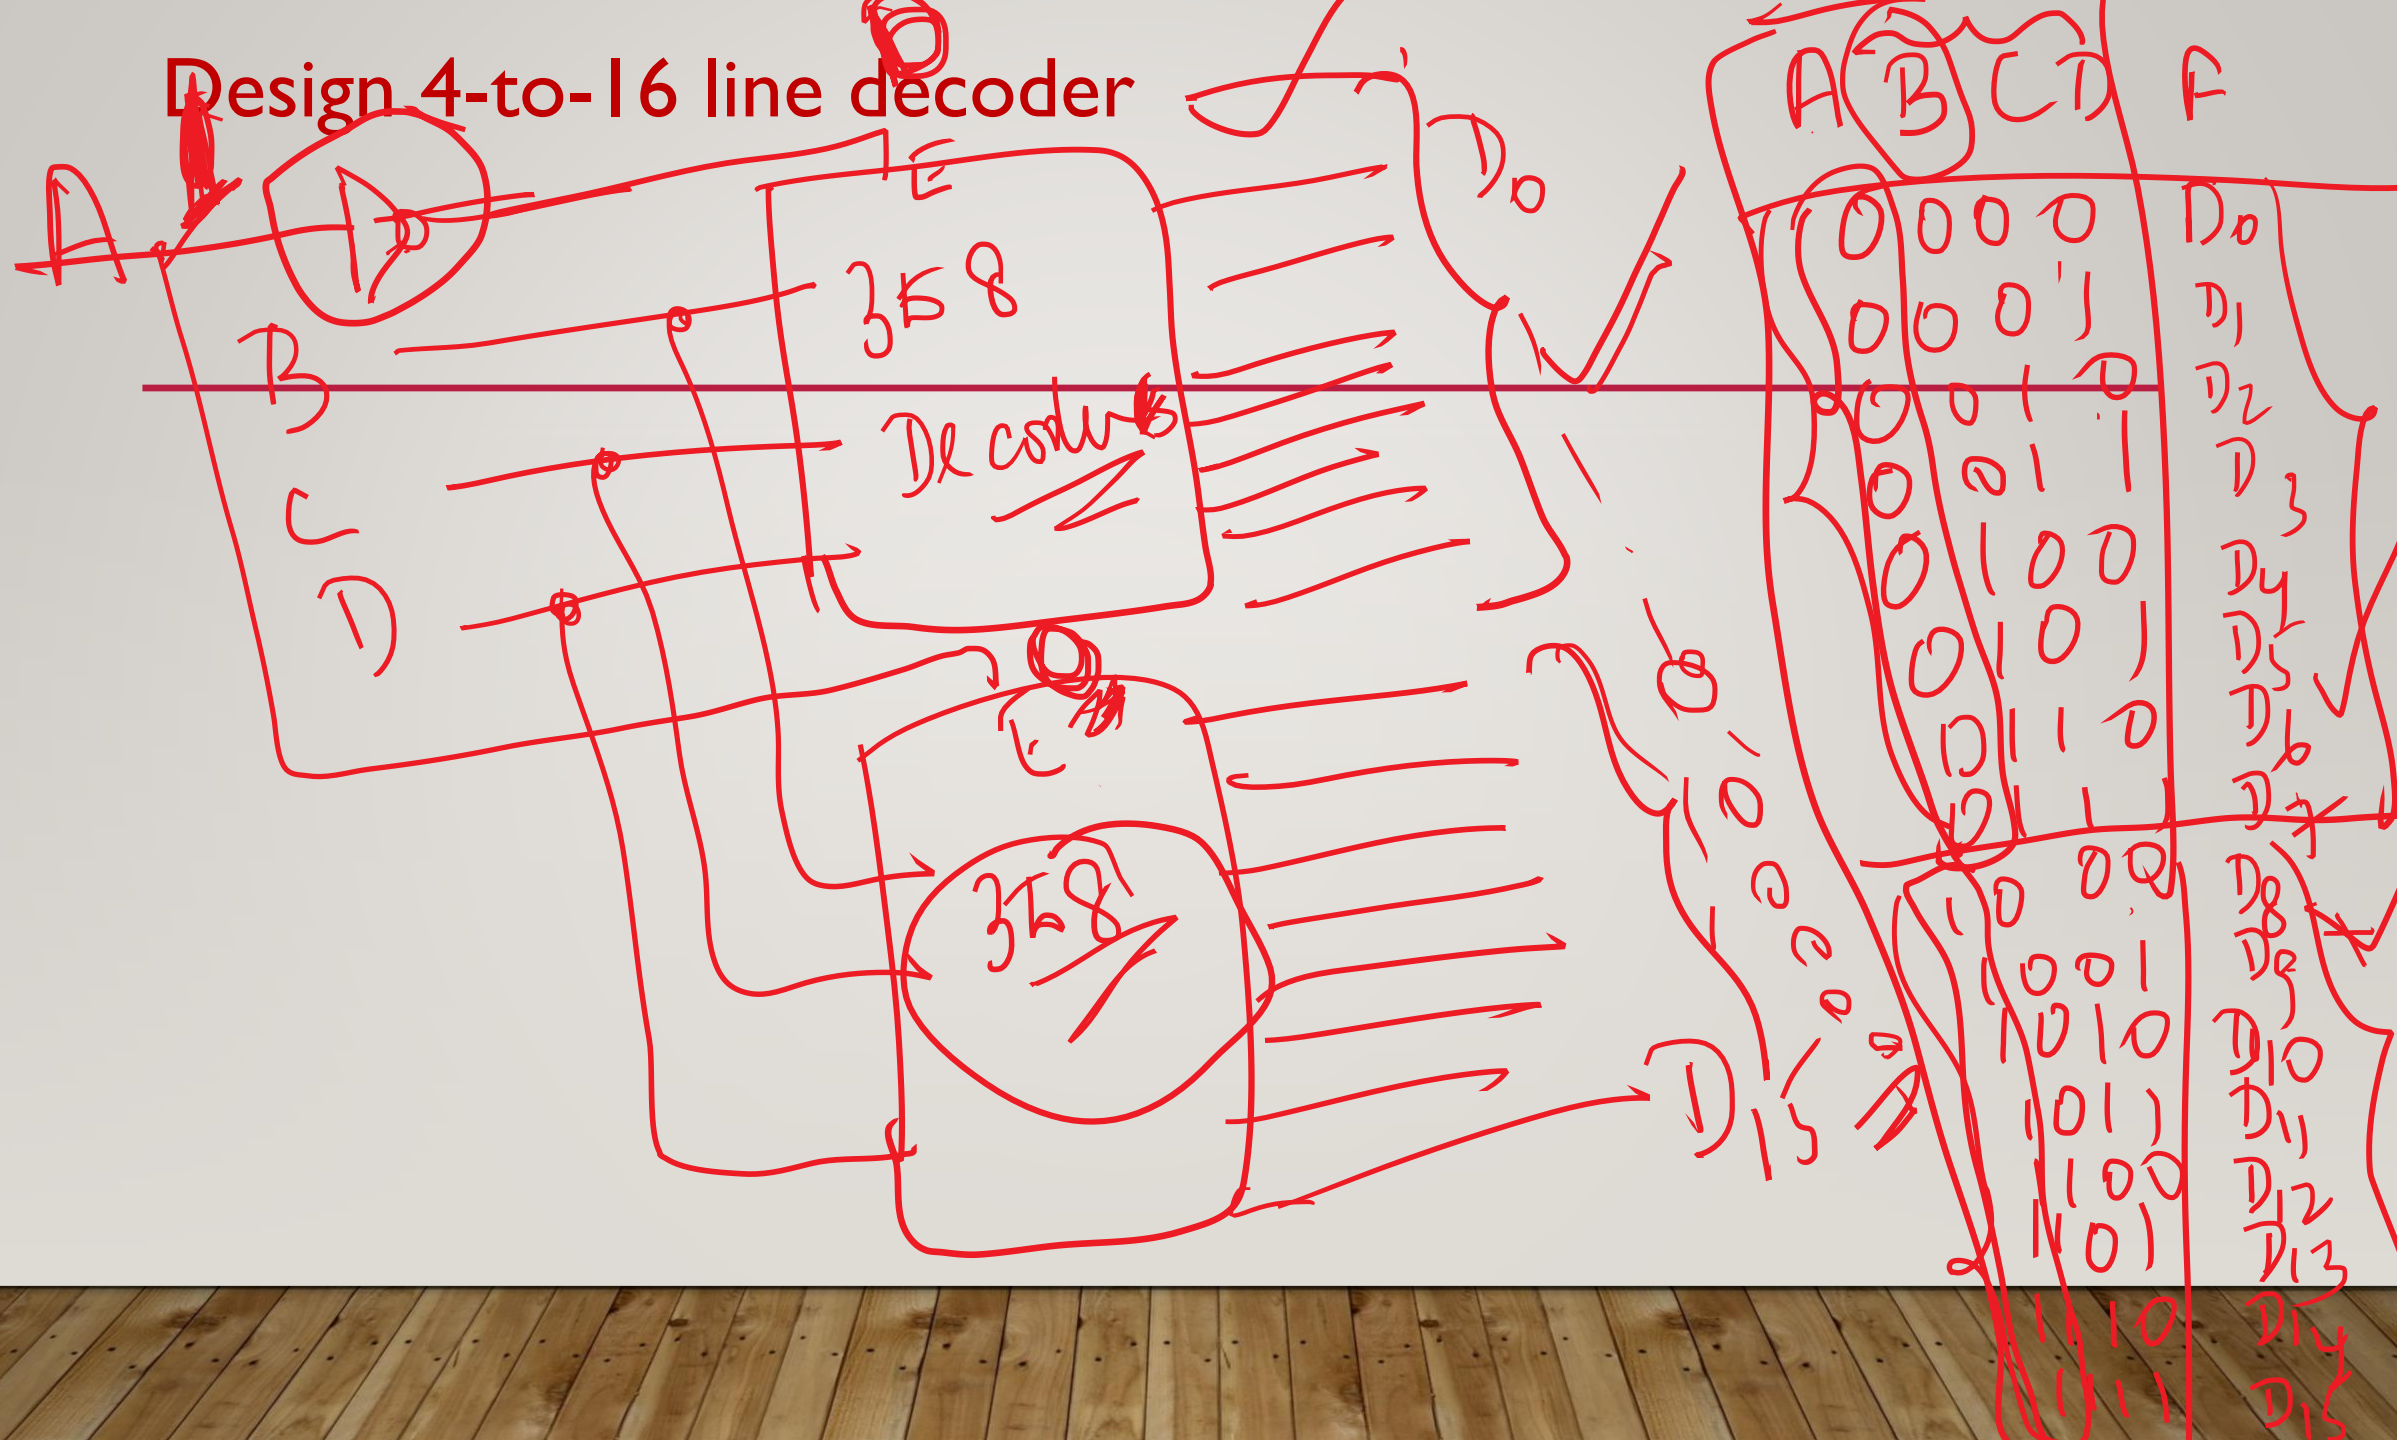 Design 4-to-16 line decoder
A
B
C
D
E
3 to 8
Decoder
D0
E
3 to 8
D15
A B C D F
0 0 0 0 D0
0 0 0 1 D1
0 0 1 0 D2
0 0 1 1 D3
0 1 0 0 D4
0 1 0 1 D5
0 1 1 0 D6
0 1 1 1 D7
1 0 0 0 D8
1 0 0 1 D9
1 0 1 0 D10
1 0 1 1 D11
1 1 0 0 D12
1 1 0 1 D13
1 1 1 0 D14
1 1 1 1 D15